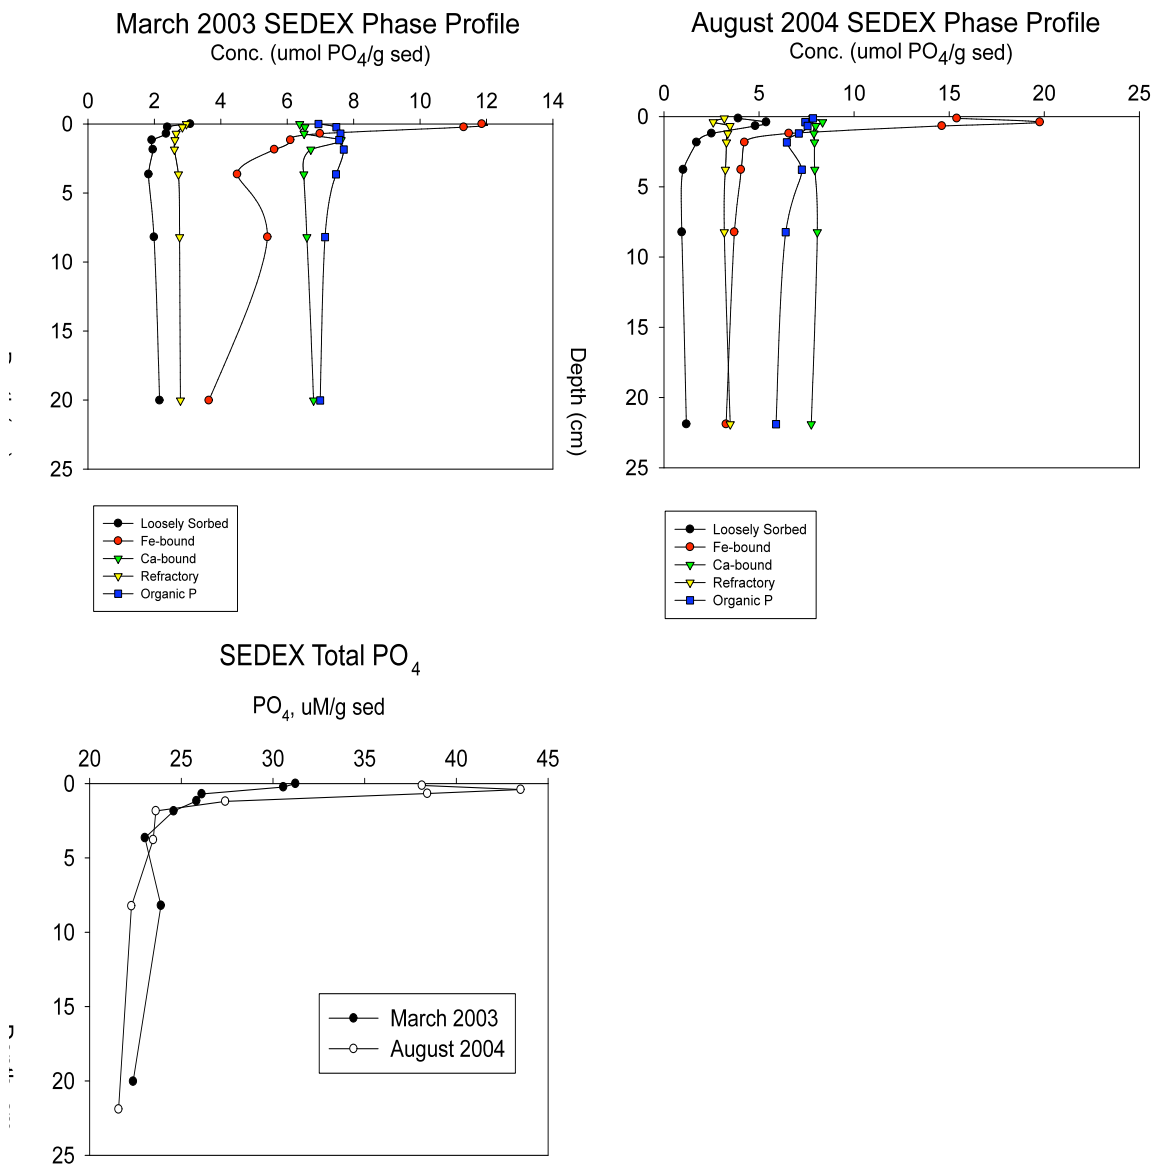 March 2003 SEDEX Phase Profile
Conc. (umol PO4/g sed)
0 2 4 6 8 10 12 14
0
5
10
15
20
25
Loosely Sorbed
Fe-bound
Ca-bound
Refractory
Organic P
August 2004 SEDEX Phase Profile
Conc. (umol PO4/g sed)
0 5 10 15 20 25
0
5
10
15
20
25
Depth (cm)
Loosely Sorbed
Fe-bound
Ca-bound
Refractory
Organic P
SEDEX Total PO4
PO4, uM/g sed
20 25 30 35 40 45
0
5
10
15
20
25
March 2003
August 2004